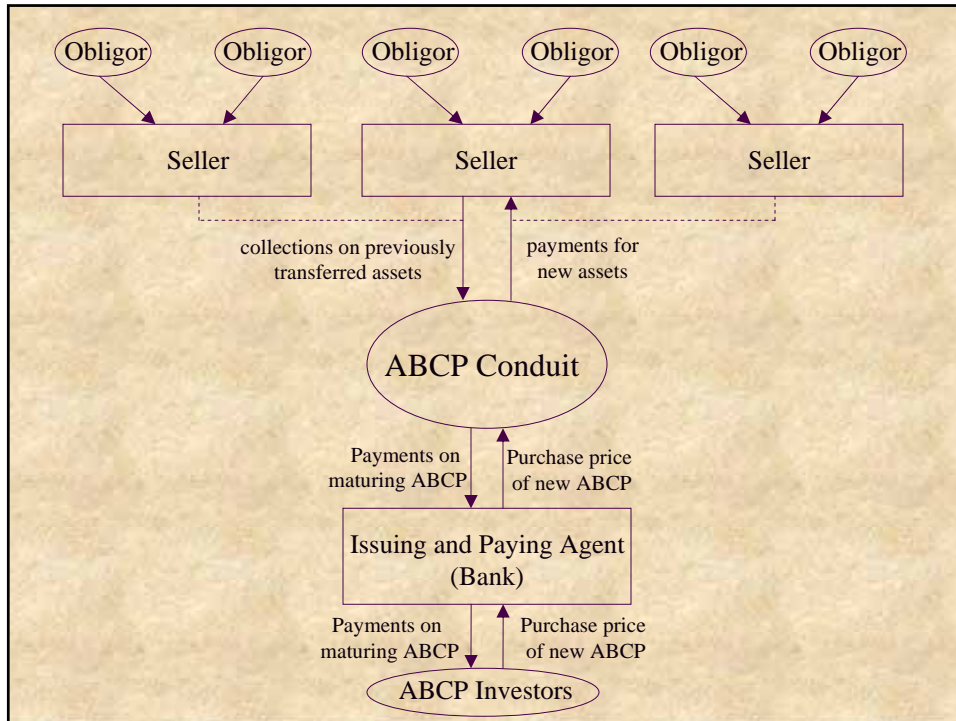 Obligor Obligor Obligor Obligor Obligor Obligor
Seller Seller Seller
collections on previously
transferred assets
payments for
new assets
ABCP Conduit
Payments on
maturing ABCP
Purchase price
of new ABCP
Issuing and Paying Agent
(Bank)
Payments on
maturing ABCP
Purchase price
of new ABCP
ABCP Investors